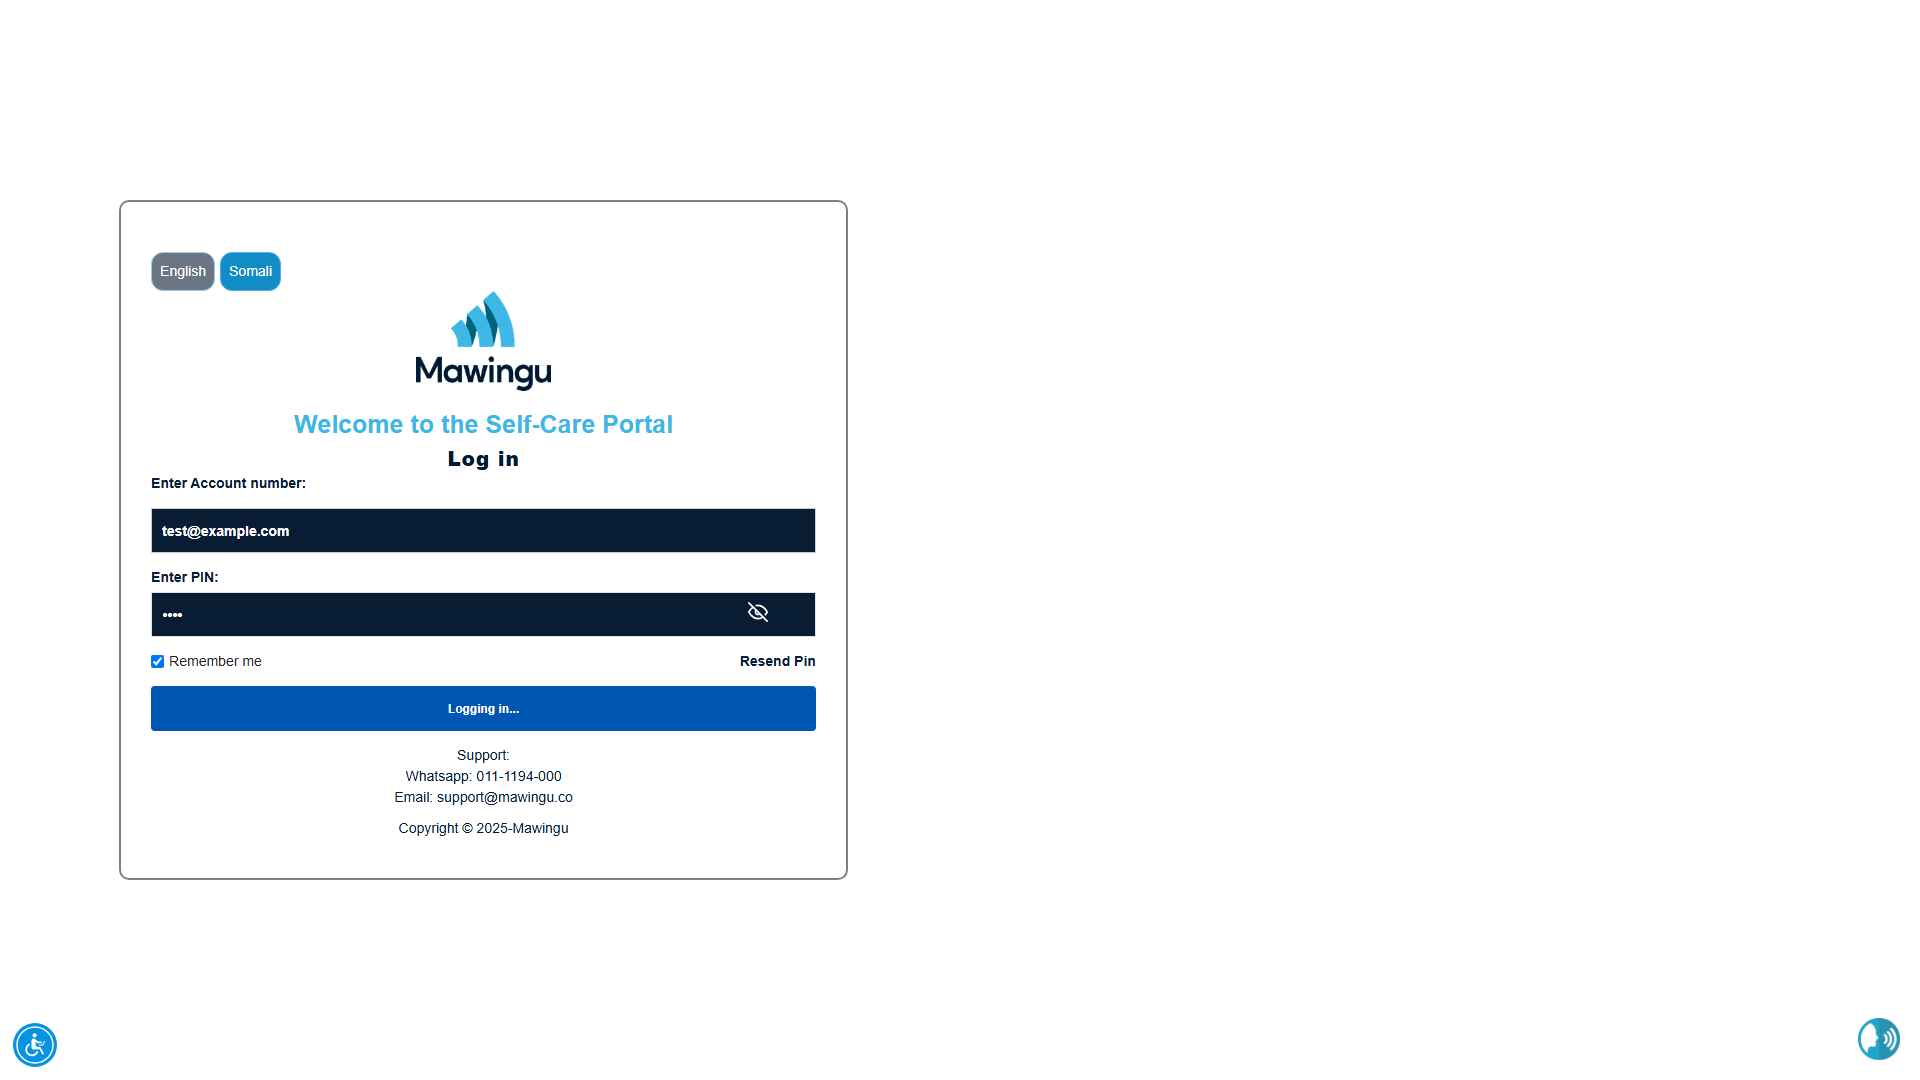 English Somali
Mawingu
Welcome to the Self-Care Portal
Log in
Enter Account number:
test@example.com
Enter PIN:
••••
Remember me Resend Pin
Logging in...
Support:
Whatsapp: 011-1194-000
Email: support@mawingu.co
Copyright © 2025-Mawingu